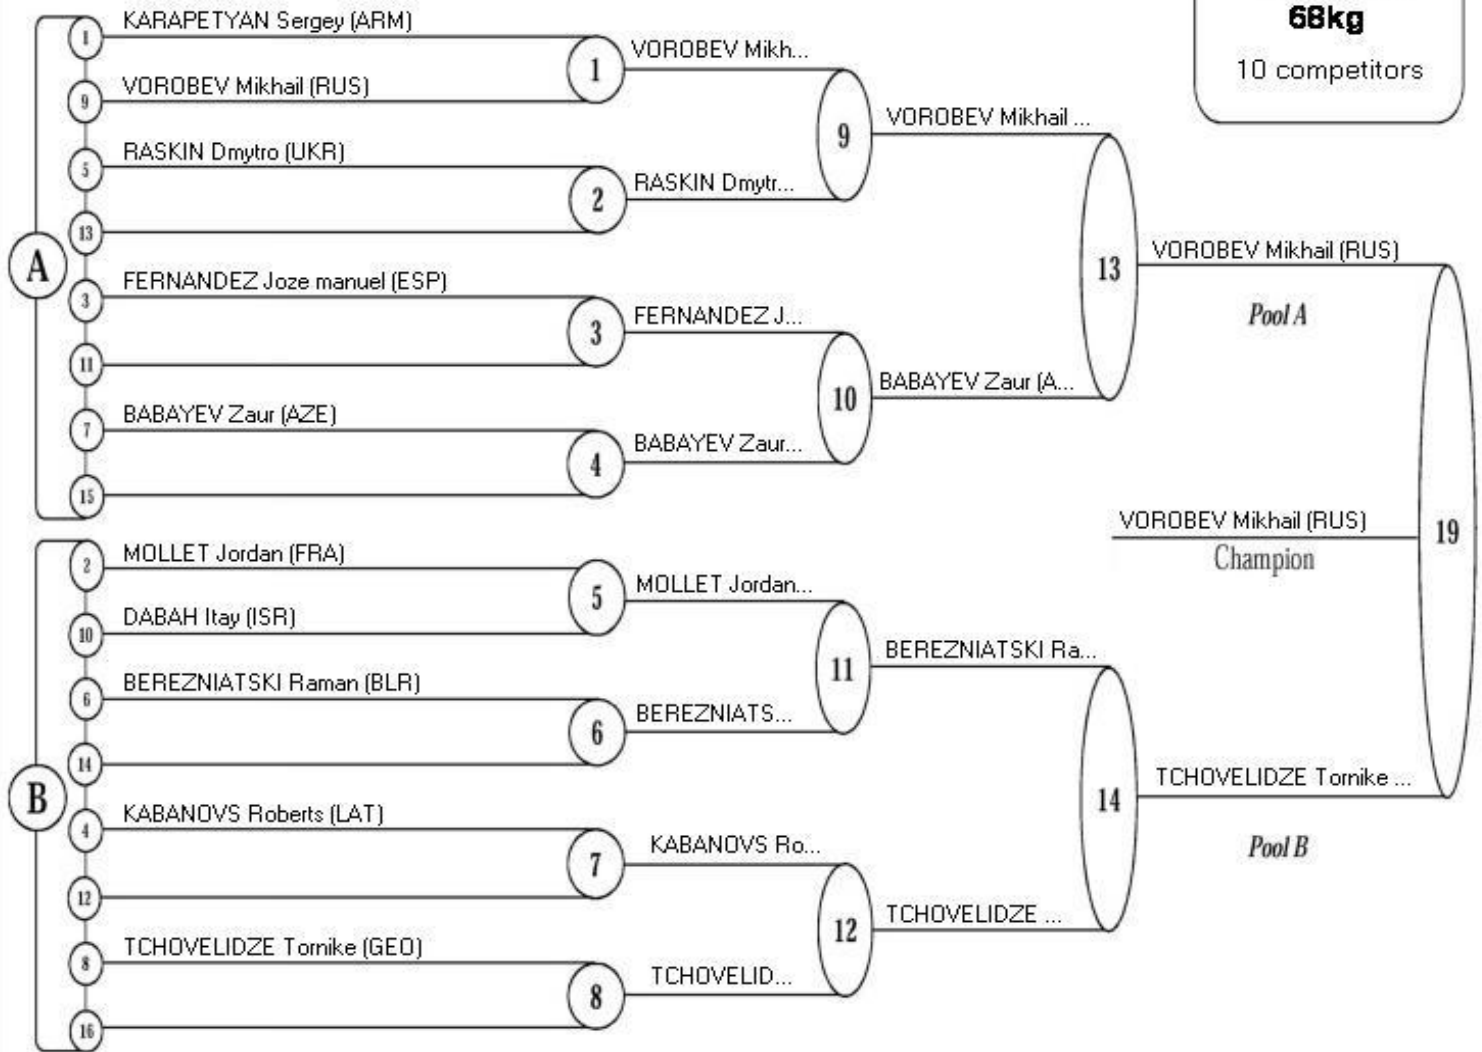 68kg
10 competitors
A
1 KARAPETYAN Sergey (ARM)
9 VOROBEV Mikhail (RUS)
5 RASKIN Dmytro (UKR)
13
3 FERNANDEZ Joze manuel (ESP)
11
7 BABAYEV Zaur (AZE)
15
B
2 MOLLET Jordan (FRA)
10 DABAH Itay (ISR)
6 BEREZNIATSKI Raman (BLR)
14
4 KABANOVS Roberts (LAT)
12
8 TCHOVELIDZE Tornike (GEO)
16
1 VOROBEV Mikh...
2 RASKIN Dmytr...
3 FERNANDEZ J...
4 BABAYEV Zaur...
5 MOLLET Jordan...
6 BEREZNIATS...
7 KABANOVS Ro...
8 TCHOVELID...
9 VOROBEV Mikhail ...
10 BABAYEV Zaur (A...
11 BEREZNIATSKI Ra...
12 TCHOVELIDZE ...
13 VOROBEV Mikhail (RUS)
Pool A
14 TCHOVELIDZE Tornike ...
Pool B
19 VOROBEV Mikhail (RUS)
Champion